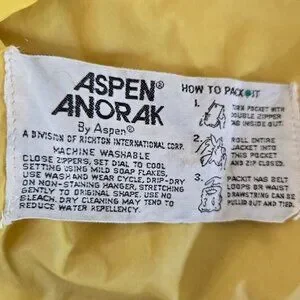 ASPEN®
ANORAK
By Aspen®
A DIVISION OF RICHTON INTERNATIONAL CORP.
MACHINE WASHABLE
CLOSE ZIPPERS, SET DIAL TO COOL
SETTING USING MILD SOAP FLAKES,
USE WASH AND WEAR CYCLE, DRIP-DRY
ON NON-STAINING HANGER, STRETCHING
GENTLY TO ORIGINAL SHAPE. USE NO
BLEACH. DRY CLEANING MAY TEND TO
REDUCE WATER REPELLENCY.
HOW TO PACK IT
1. TURN POCKET WITH
DOUBLE ZIPPER
TAG INSIDE OUT.
2. ROLL ENTIRE
JACKET INTO
THIS POCKET
AND ZIP CLOSED.
3. PACKIT HAS BELT
LOOPS OR WAIST
DRAWSTRING CAN BE
PULLED OUT AND TIED.